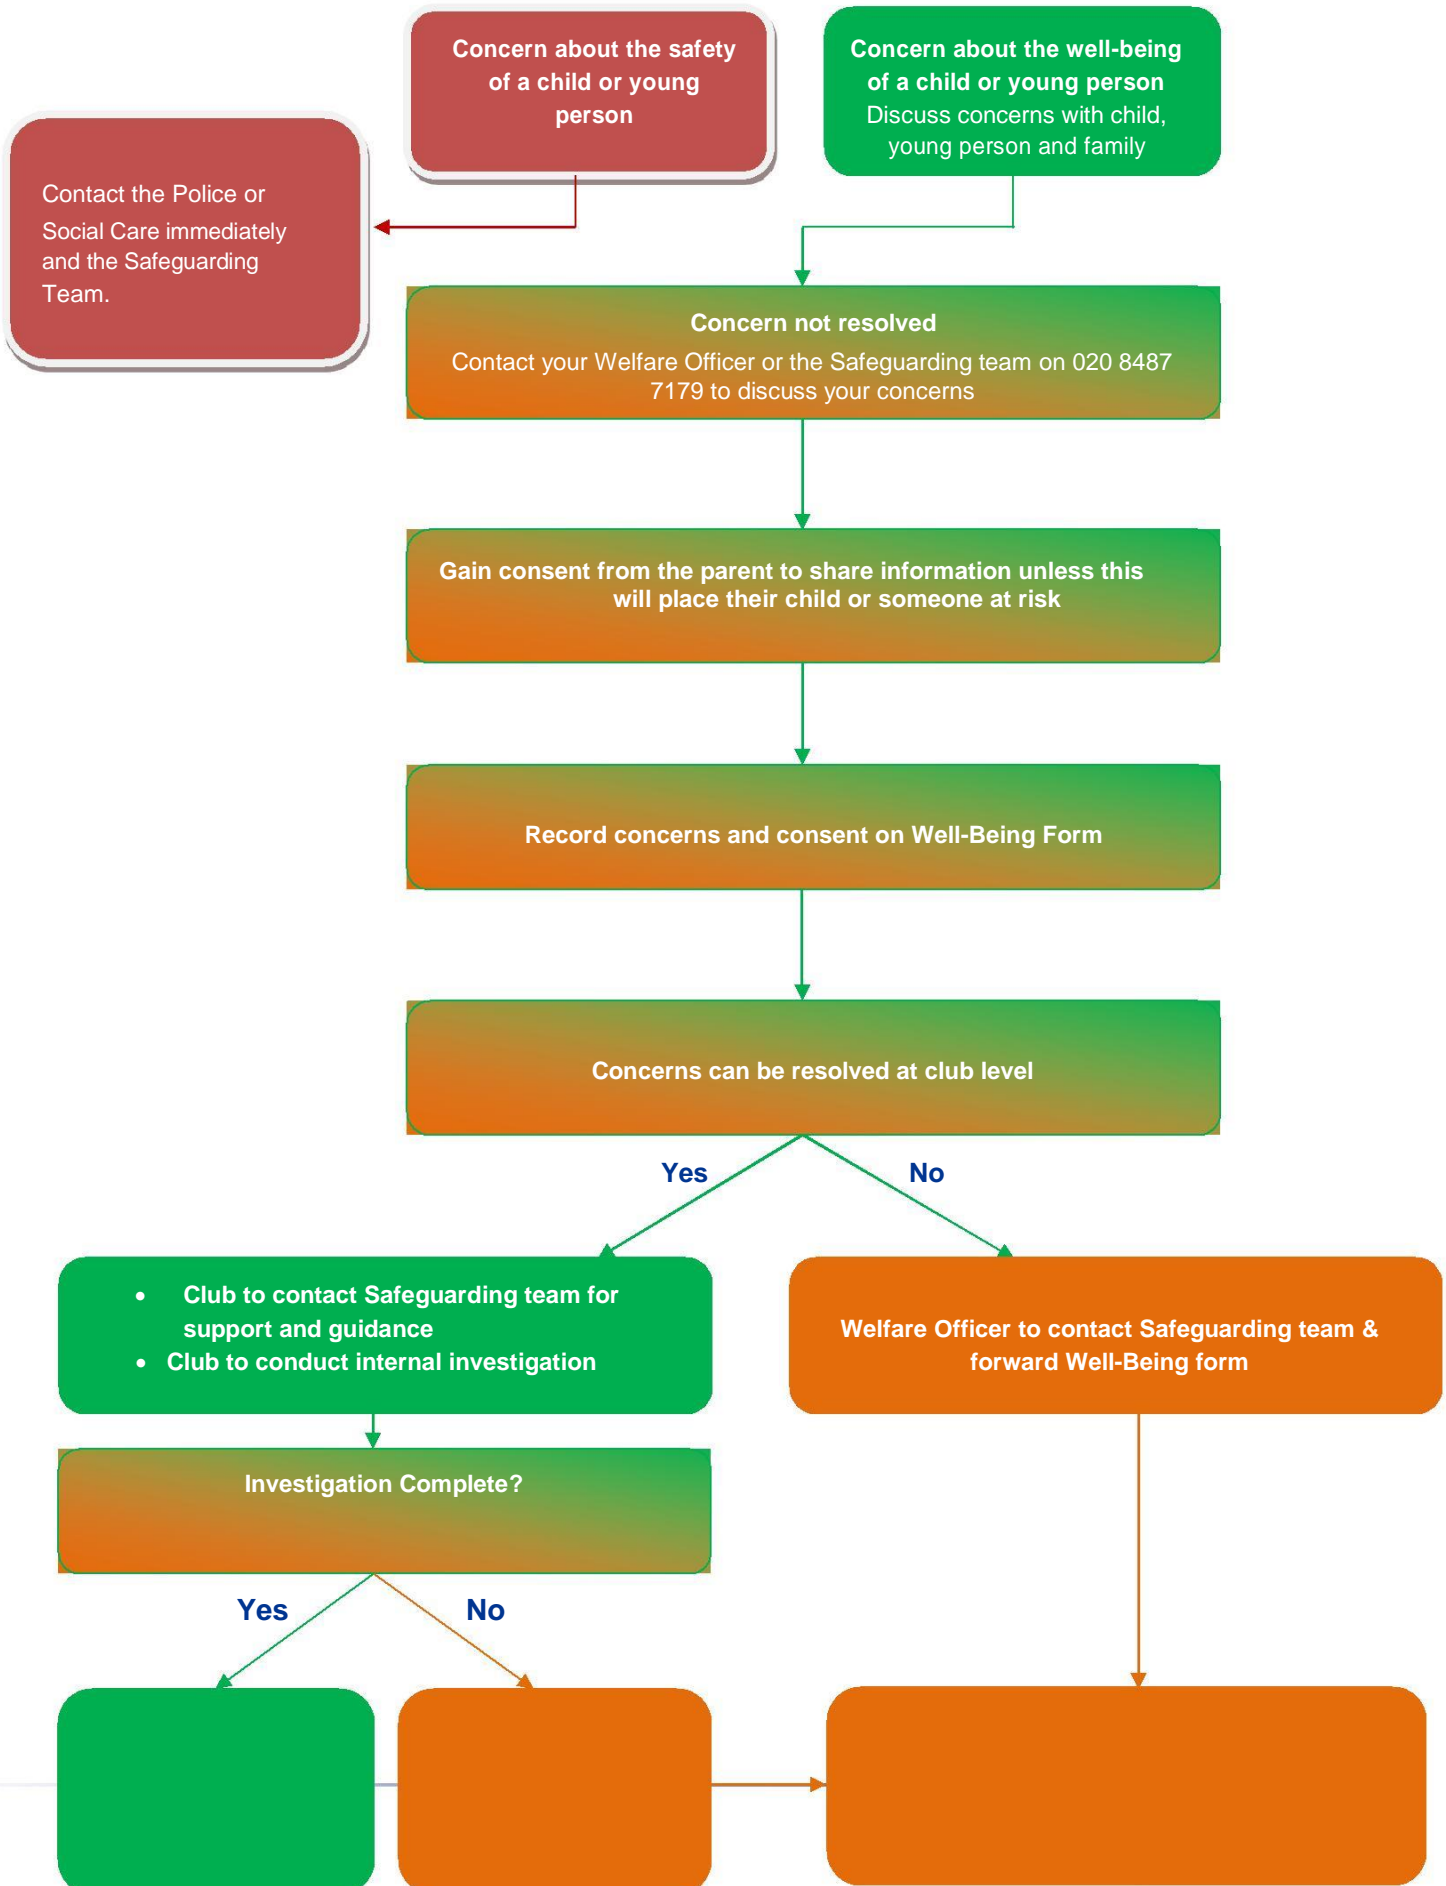 Concern about the safety
of a child or young
person
Concern about the well-being
of a child or young person
Discuss concerns with child,
young person and family
Contact the Police or
Social Care immediately
and the Safeguarding
Team.
Concern not resolved
Contact your Welfare Officer or the Safeguarding team on 020 8487
7179 to discuss your concerns
Gain consent from the parent to share information unless this
will place their child or someone at risk
Record concerns and consent on Well-Being Form
Concerns can be resolved at club level
Yes
No
• Club to contact Safeguarding team for
support and guidance
• Club to conduct internal investigation
Welfare Officer to contact Safeguarding team &
forward Well-Being form
Investigation Complete?
Yes
No